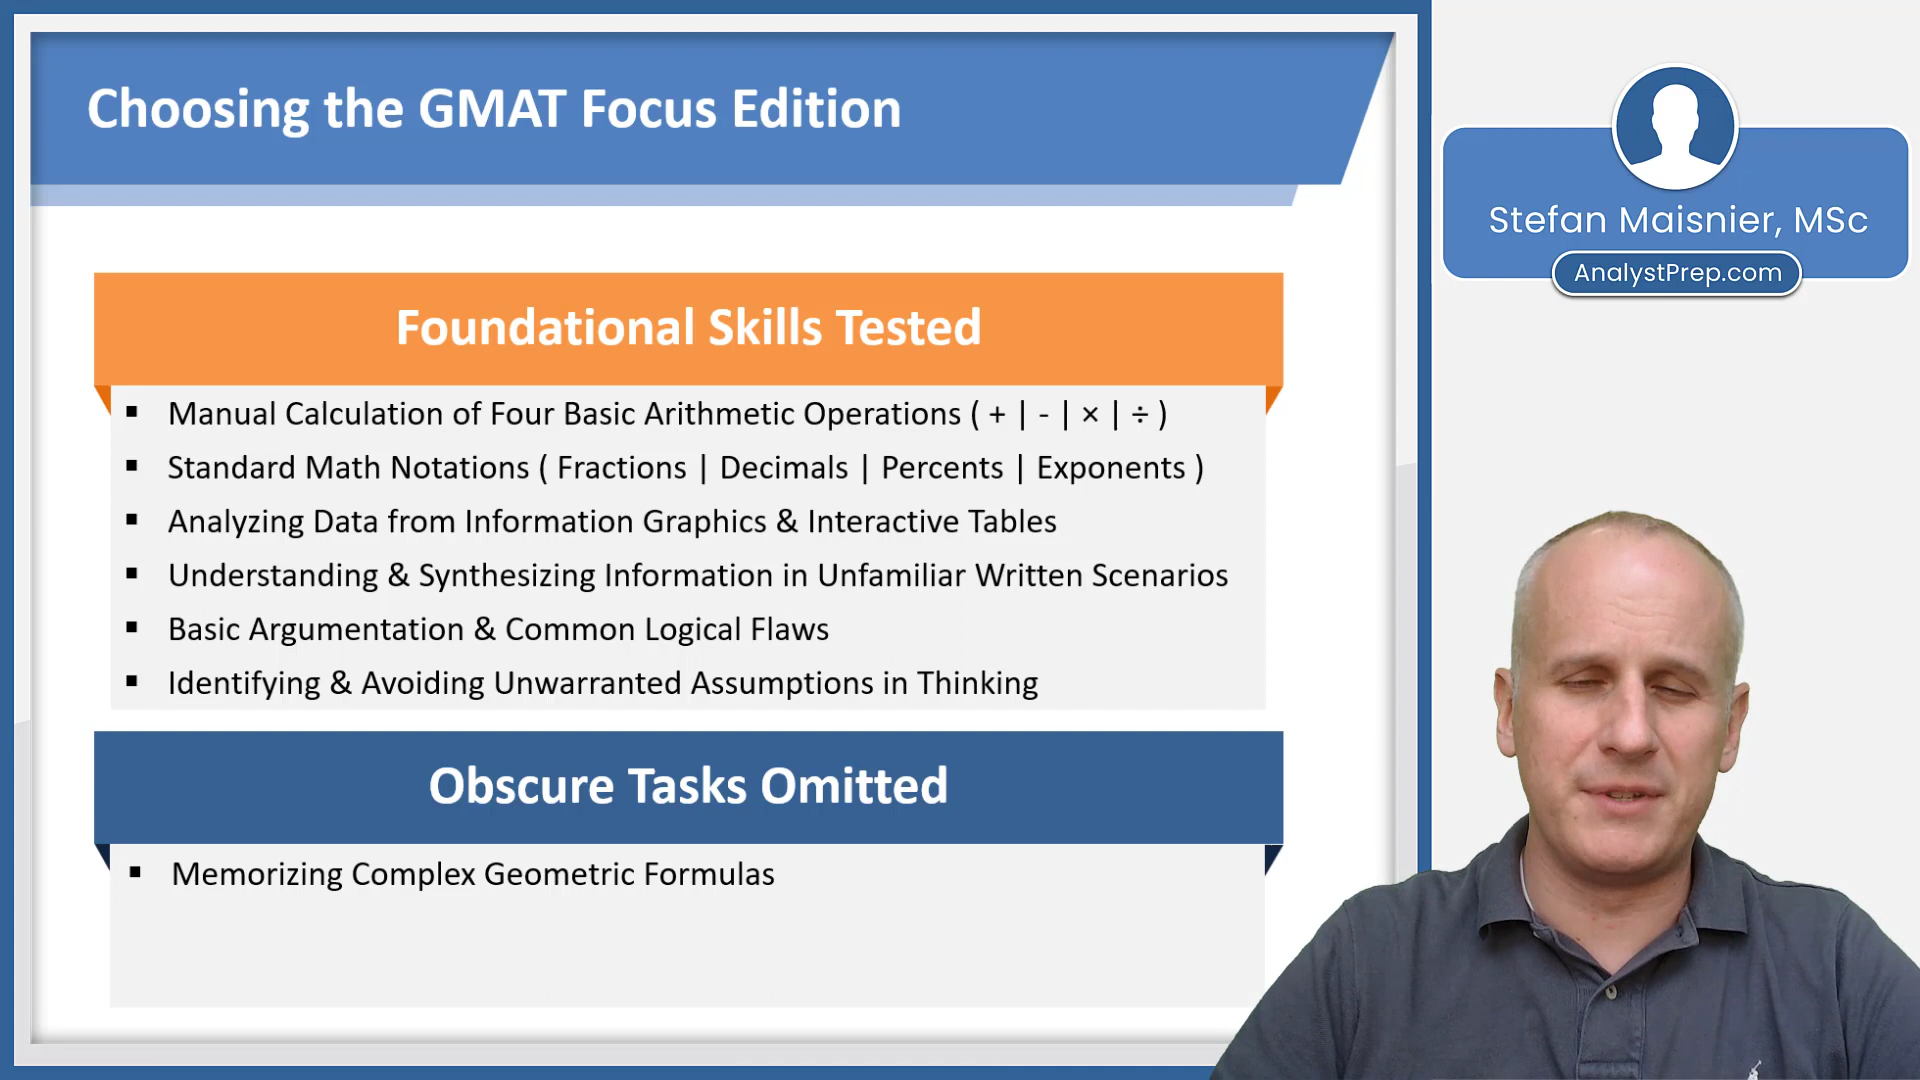 Choosing the GMAT Focus Edition
Stefan Maisnier, MSc
AnalystPrep.com
Foundational Skills Tested
▪ Manual Calculation of Four Basic Arithmetic Operations ( + | - | × | ÷ )
▪ Standard Math Notations ( Fractions | Decimals | Percents | Exponents )
▪ Analyzing Data from Information Graphics & Interactive Tables
▪ Understanding & Synthesizing Information in Unfamiliar Written Scenarios
▪ Basic Argumentation & Common Logical Flaws
▪ Identifying & Avoiding Unwarranted Assumptions in Thinking
Obscure Tasks Omitted
▪ Memorizing Complex Geometric Formulas